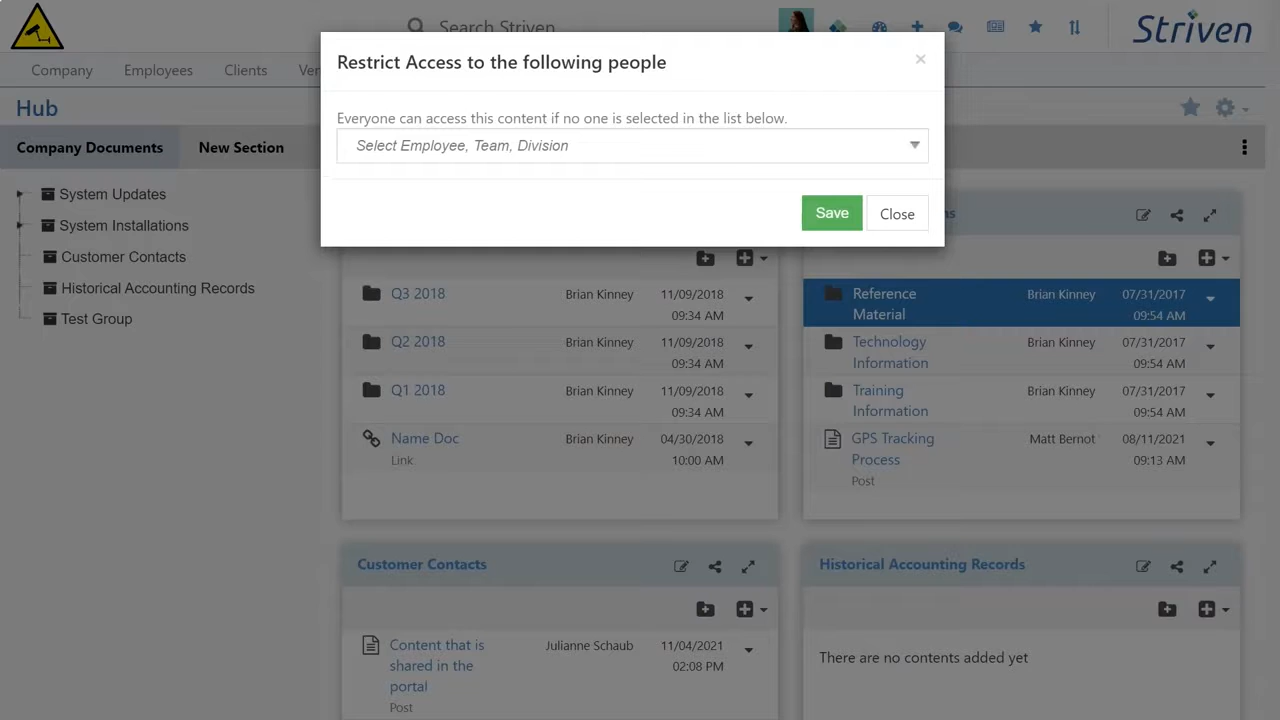 Search Striven
Striven
Company
Employees
Clients
Ver
Hub
Company Documents
New Section
System Updates
System Installations
Customer Contacts
Historical Accounting Records
Test Group
Restrict Access to the following people
×
Everyone can access this content if no one is selected in the list below.
Select Employee, Team, Division
Save
Close
ns
Q3 2018 Brian Kinney 11/09/2018
09:34 AM
Q2 2018 Brian Kinney 11/09/2018
09:34 AM
Q1 2018 Brian Kinney 11/09/2018
09:34 AM
Name Doc Brian Kinney 04/30/2018
Link 10:00 AM
Reference Brian Kinney 07/31/2017
Material 09:54 AM
Technology Brian Kinney 07/31/2017
Information 09:54 AM
Training Brian Kinney 07/31/2017
Information 09:54 AM
GPS Tracking Matt Bernot 08/11/2021
Process 09:13 AM
Post
Customer Contacts
Content that is Julianne Schaub 11/04/2021
shared in the 02:08 PM
portal
Post
Historical Accounting Records
There are no contents added yet